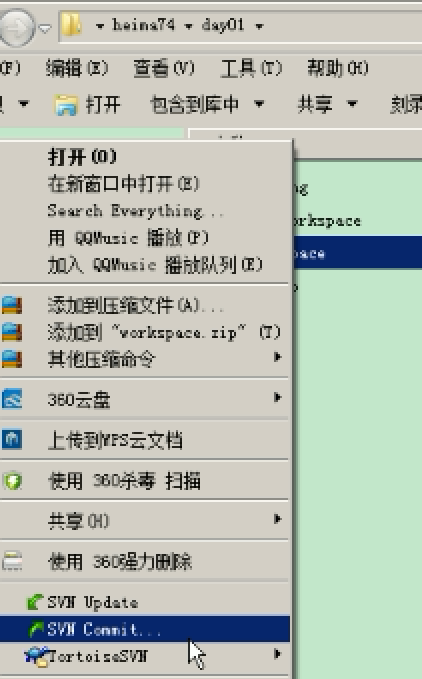 heima74 day01
(F) 编辑(E) 查看(V) 工具(T) 帮助(H)
打开 包含到库中 共享 刻录
打开(O)
在新窗口中打开(E)
Search Everything...
用 QQMusic 播放(P)
加入 QQMusic 播放队列(E)
添加到压缩文件(A)...
添加到 "workspace.zip" (T)
其他压缩命令
360云盘
上传到WPS云文档
使用 360杀毒 扫描
共享(H)
使用 360强力删除
SVN Update
SVN Commit...
TortoiseSVN
ng
orkspace
pace